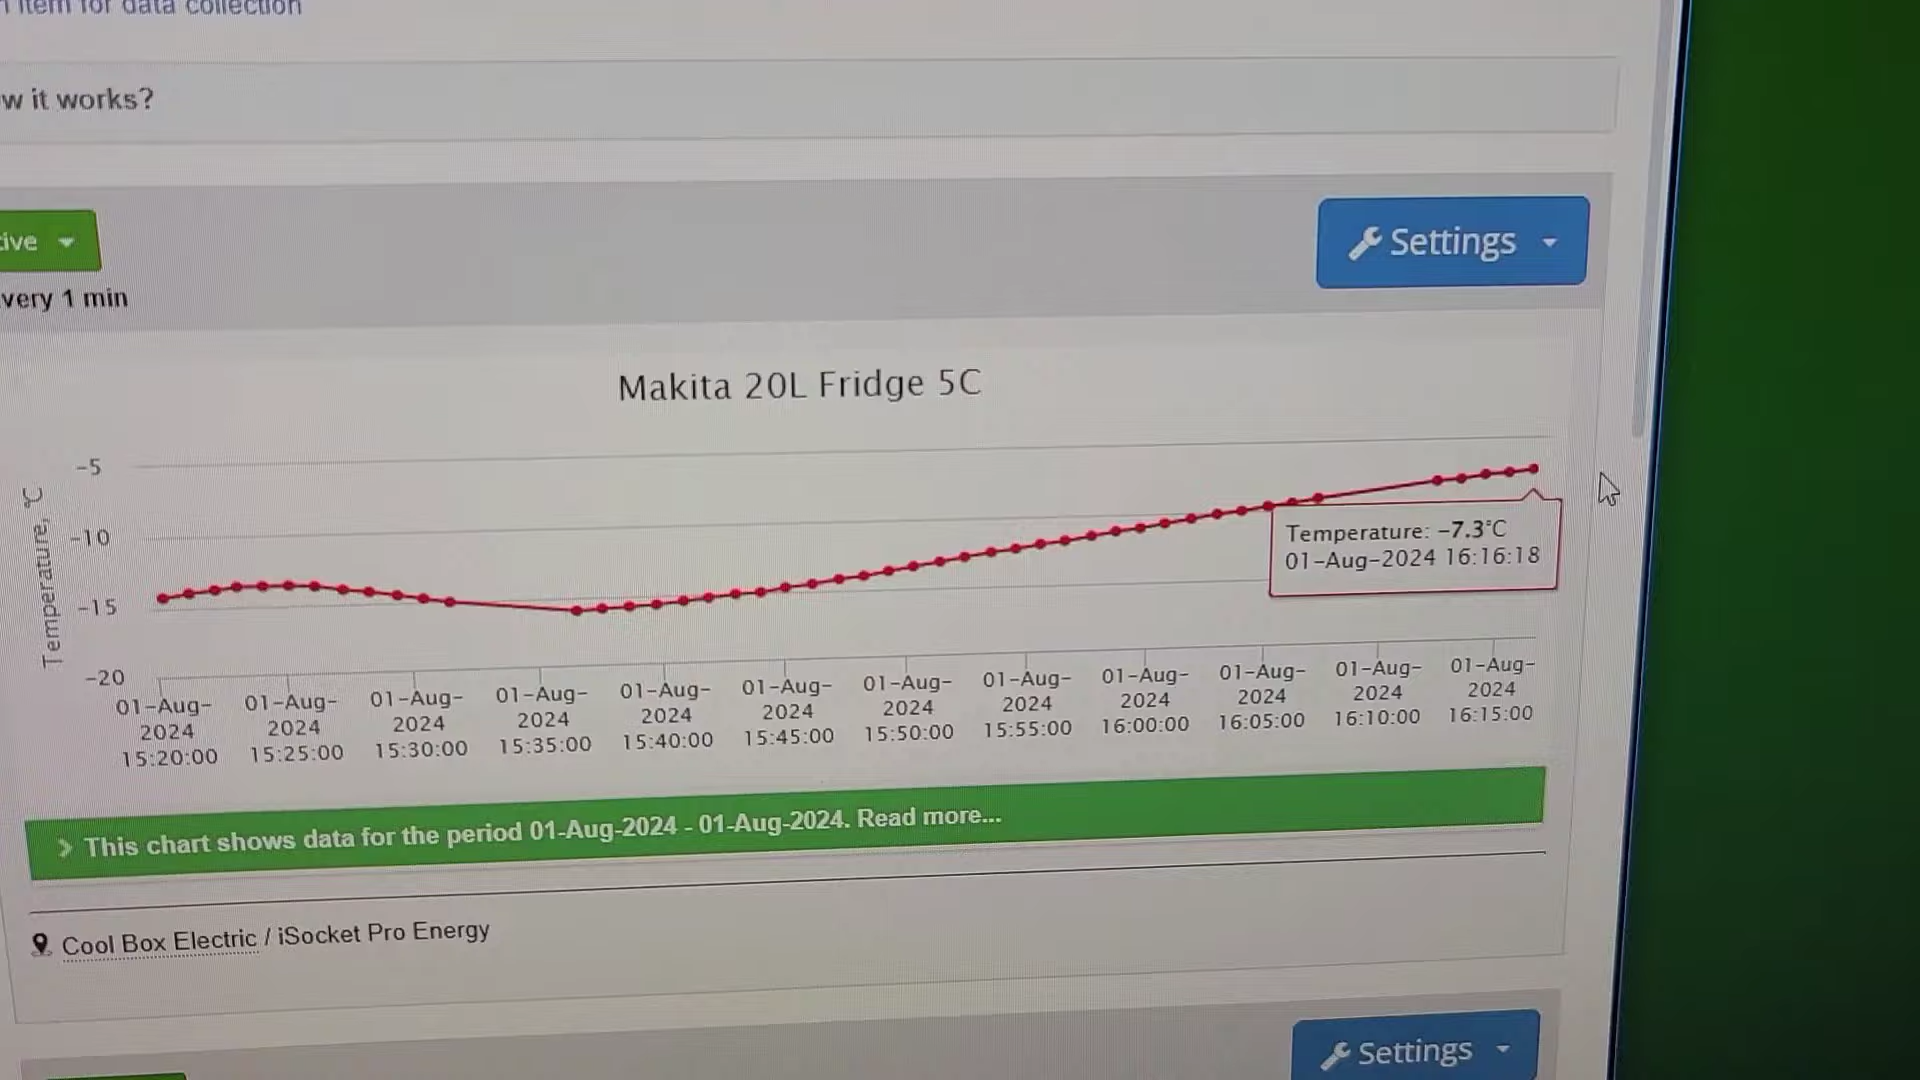 item for data collection
w it works?
tive
Settings
very 1 min
Makita 20L Fridge 5C
Temperature, °C
-5
-10
-15
-20
Temperature: -7.3°C
01-Aug-2024 16:16:18
01-Aug- 01-Aug- 01-Aug- 01-Aug- 01-Aug- 01-Aug- 01-Aug- 01-Aug- 01-Aug- 01-Aug- 01-Aug- 01-Aug-
2024 2024 2024 2024 2024 2024 2024 2024 2024 2024 2024 2024
15:20:00 15:25:00 15:30:00 15:35:00 15:40:00 15:45:00 15:50:00 15:55:00 16:00:00 16:05:00 16:10:00 16:15:00
This chart shows data for the period 01-Aug-2024 - 01-Aug-2024. Read more...
Cool Box Electric / iSocket Pro Energy
Settings